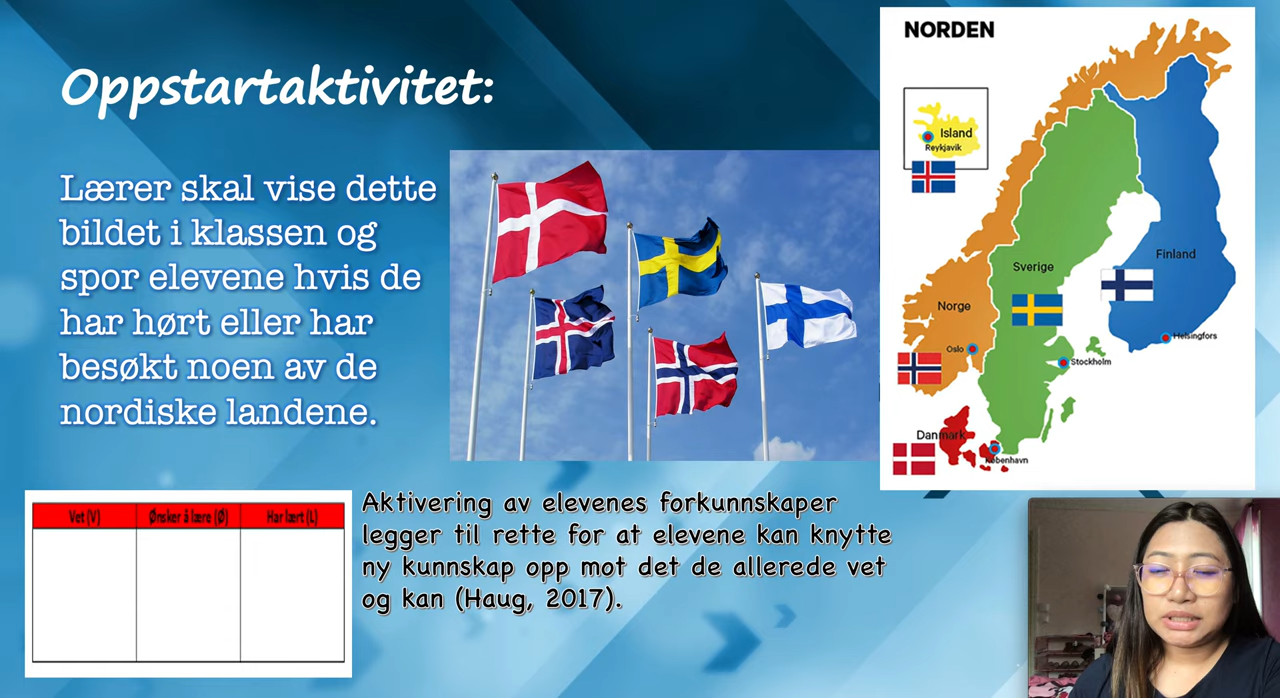 Oppstartaktivitet:
Lærer skal vise dette
bildet i klassen og
spor elevene hvis de
har hørt eller har
besøkt noen av de
nordiske landene.
NORDEN
Island
Reykjavik
Finland
Sverige
Norge
Helsingfors
Oslo
Stockholm
Danmark
København
Vet (V)
Ønsker å lære (Ø)
Har lært (L)
Aktivering av elevenes forkunnskaper
legger til rette for at elevene kan knytte
ny kunnskap opp mot det de allerede vet
og kan (Haug, 2017).